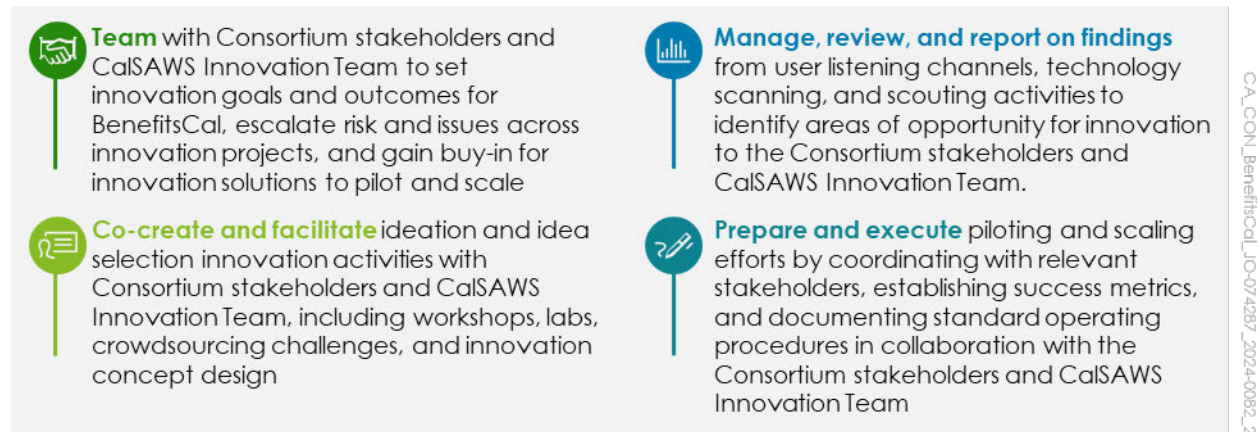 Team with Consortium stakeholders and
CalSAWS Innovation Team to set
innovation goals and outcomes for
BenefitsCal, escalate risk and issues across
innovation projects, and gain buy-in for
innovation solutions to pilot and scale
Co-create and facilitate ideation and idea
selection innovation activities with
Consortium stakeholders and CalSAWS
Innovation Team, including workshops, labs,
crowdsourcing challenges, and innovation
concept design
Manage, review, and report on findings
from user listening channels, technology
scanning, and scouting activities to
identify areas of opportunity for innovation
to the Consortium stakeholders and
CalSAWS Innovation Team.
Prepare and execute piloting and scaling
efforts by coordinating with relevant
stakeholders, establishing success metrics,
and documenting standard operating
procedures in collaboration with the
Consortium stakeholders and CalSAWS
Innovation Team
CA_CON_BenefitsCal_JO-074287_2024-0082_2